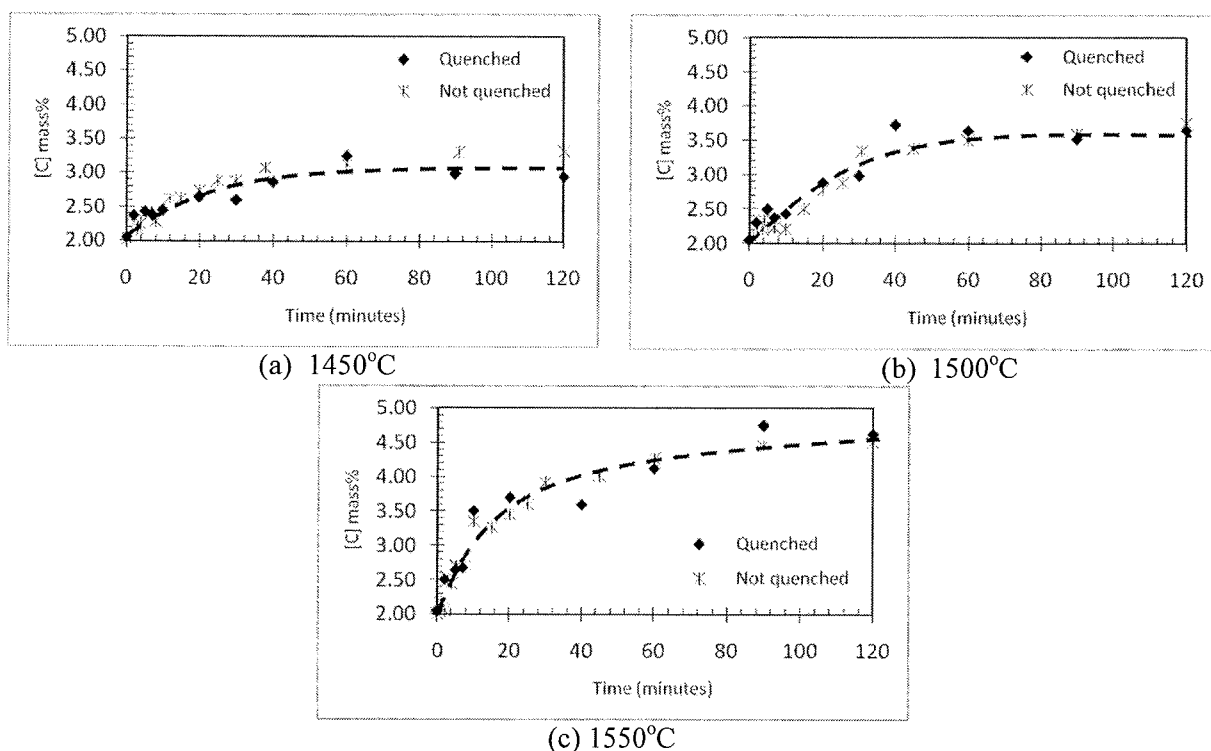 5.00
4.50
4.00
3.50
3.00
2.50
2.00
[C] mass%
Quenched
Not quenched
0 20 40 60 80 100 120
Time (minutes)
(a) 1450°C
5.00
4.50
4.00
3.50
3.00
2.50
2.00
[C] mass%
Quenched
Not quenched
0 20 40 60 80 100 120
Time (minutes)
(b) 1500°C
5.00
4.50
4.00
3.50
3.00
2.50
2.00
[C] mass%
Quenched
Not quenched
0 20 40 60 80 100 120
Time (minutes)
(c) 1550°C